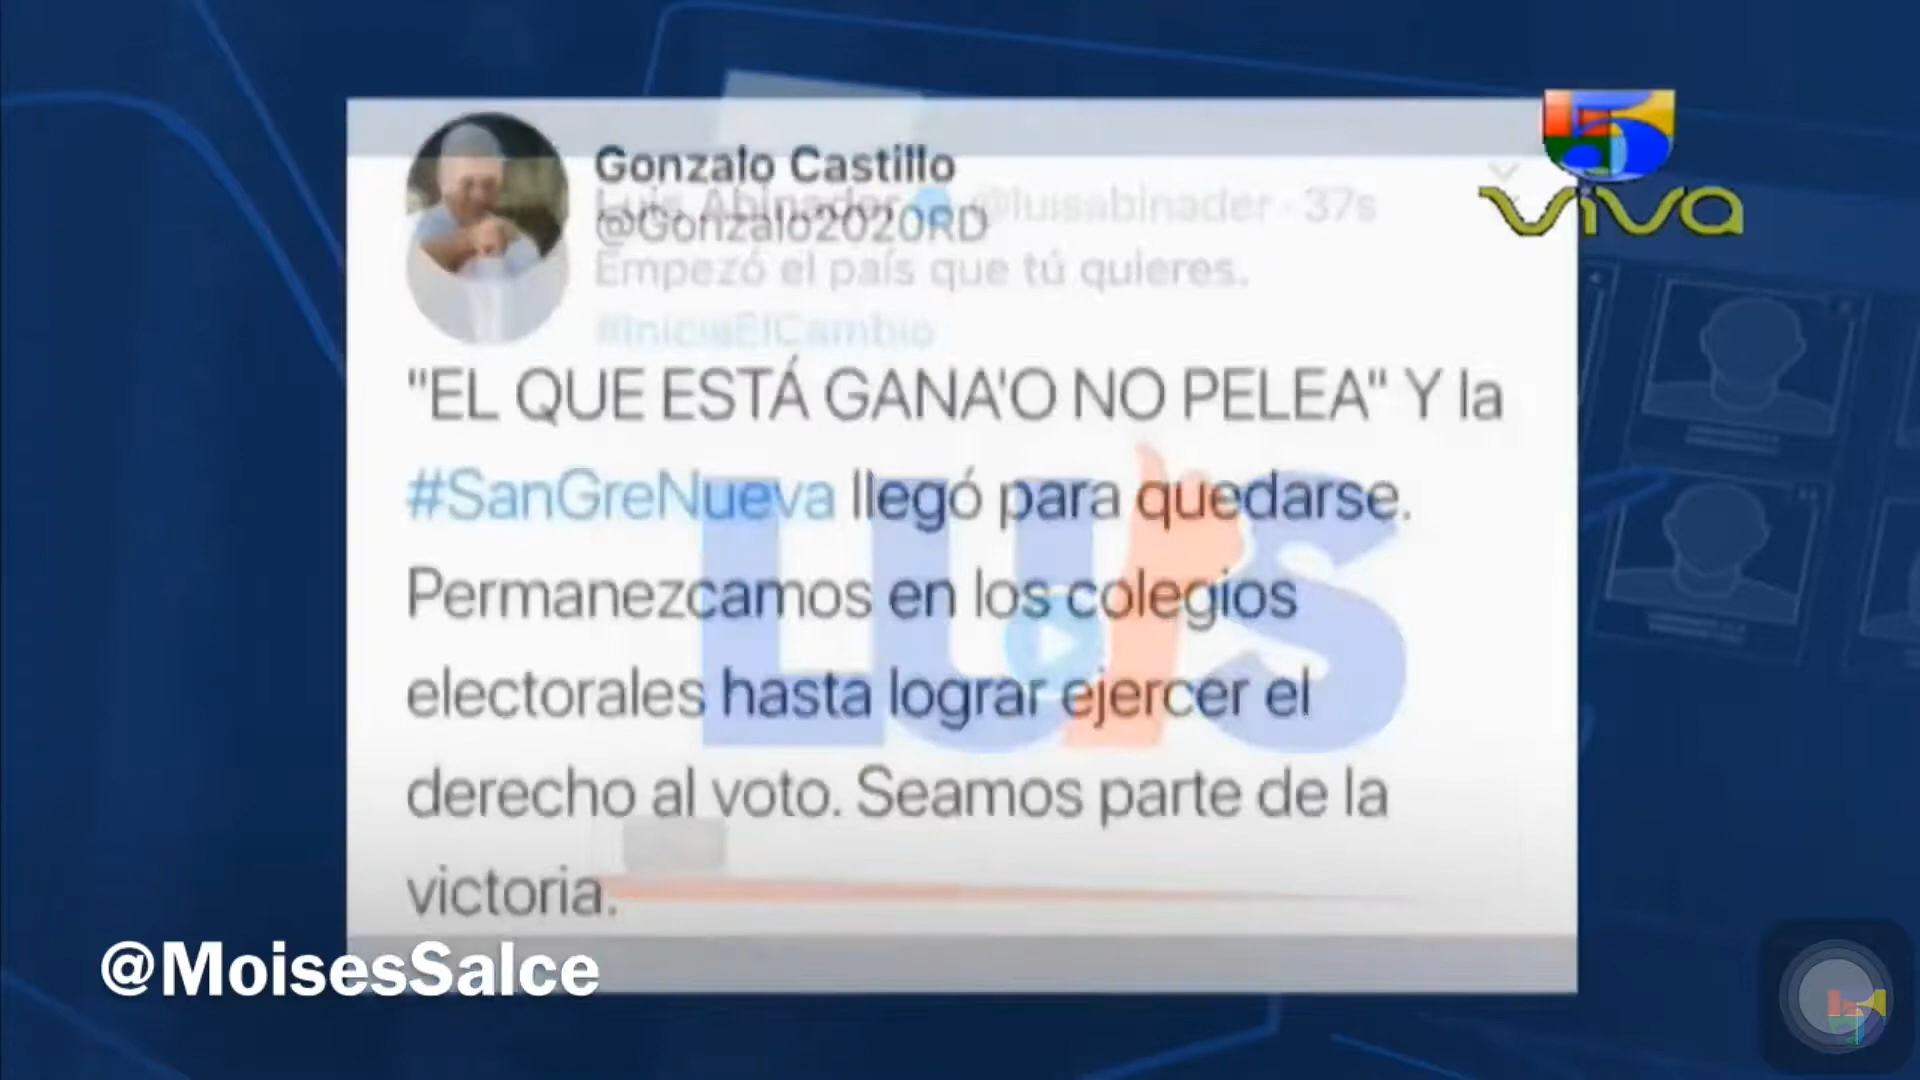 Gonzalo Castillo
@Gonzalo2020RD
Luis Abinader @luisabinader · 37s
Empezó el país que tú quieres.
#IniciaElCambio
"EL QUE ESTÁ GANA'O NO PELEA" Y la
#SanGreNueva llegó para quedarse.
Permanezcamos en los colegios
electorales hasta lograr ejercer el
derecho al voto. Seamos parte de la
victoria.
LUIS
5
ViVa
@MoisesSalce
5